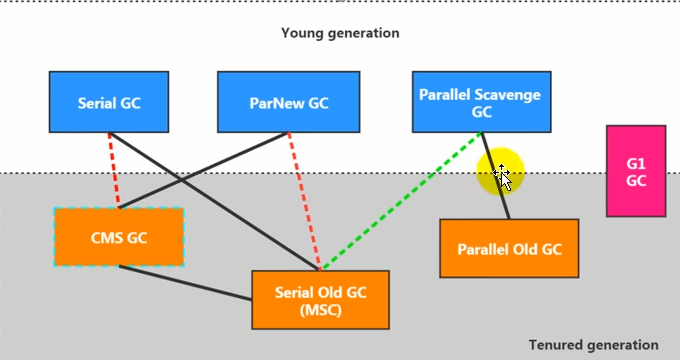 Young generation
Serial GC
ParNew GC
Parallel Scavenge
GC
G1
GC
CMS GC
Parallel Old GC
Serial Old GC
(MSC)
Tenured generation